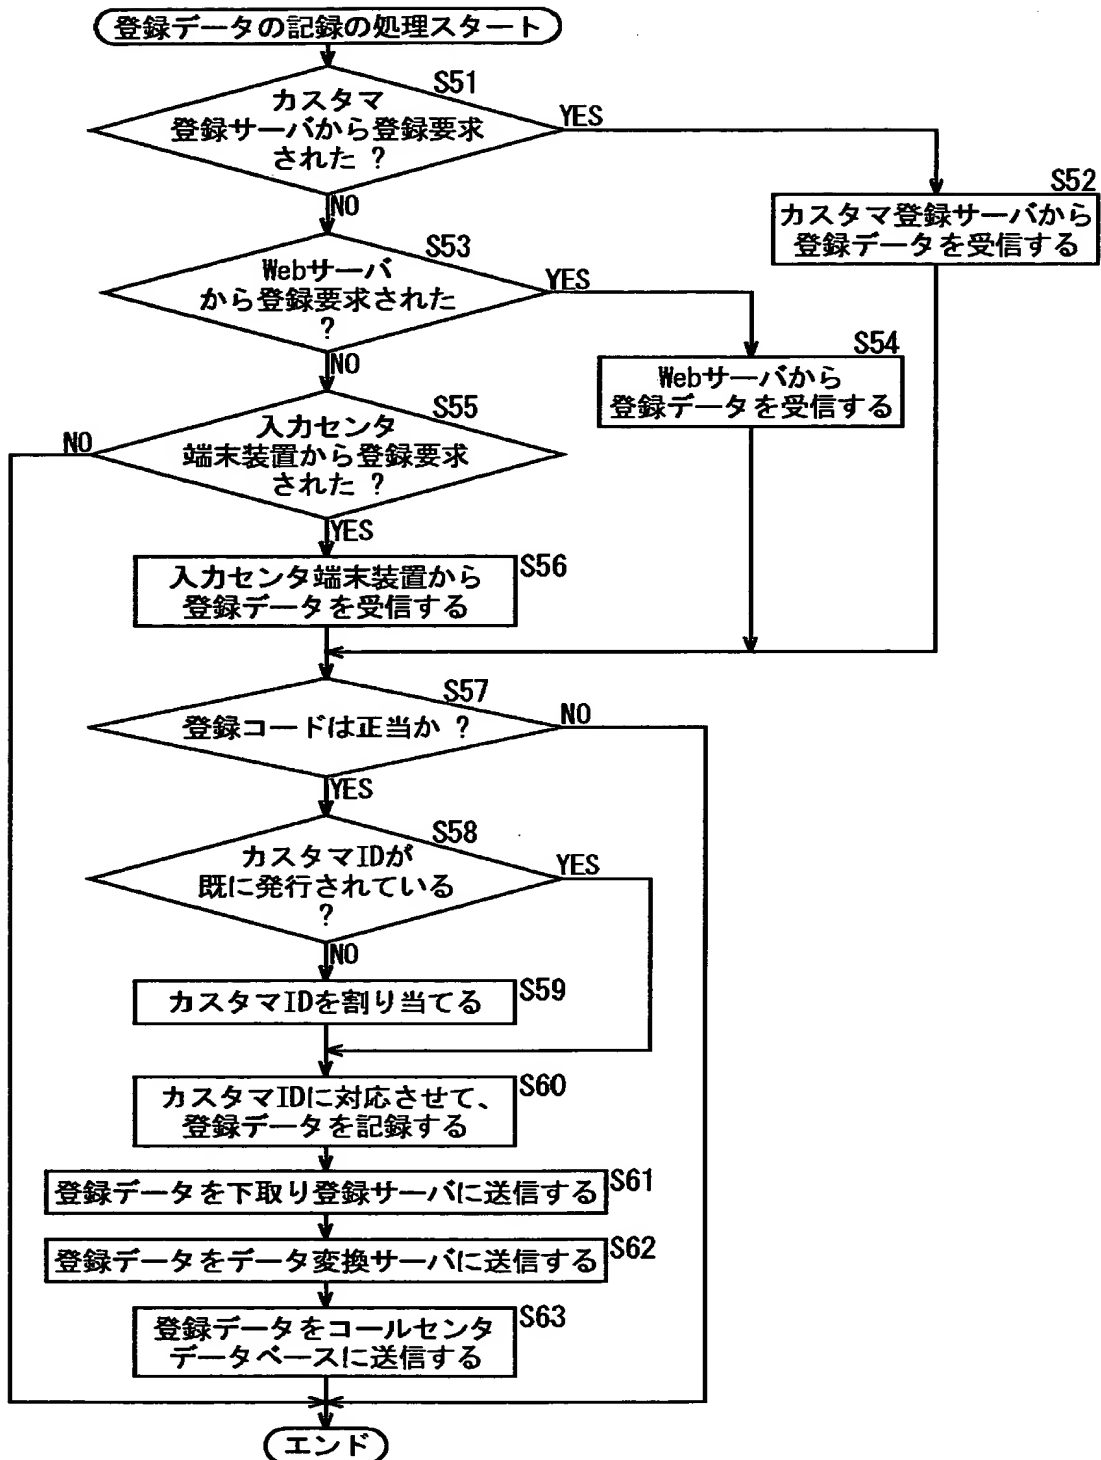 登録データの記録の処理スタート
S51
カスタマ
登録サーバから登録要求
された ?
YES
NO
S52
カスタマ登録サーバから
登録データを受信する
S53
Webサーバ
から登録要求された
?
YES
NO
S54
Webサーバから
登録データを受信する
S55
入力センタ
端末装置から登録要求
された ?
NO
YES
S56
入力センタ端末装置から
登録データを受信する
S57
登録コードは正当か ?
NO
YES
S58
カスタマIDが
既に発行されている
?
YES
NO
S59
カスタマIDを割り当てる
S60
カスタマIDに対応させて、
登録データを記録する
S61
登録データを下取り登録サーバに送信する
S62
登録データをデータ変換サーバに送信する
S63
登録データをコールセンタ
データベースに送信する
エンド